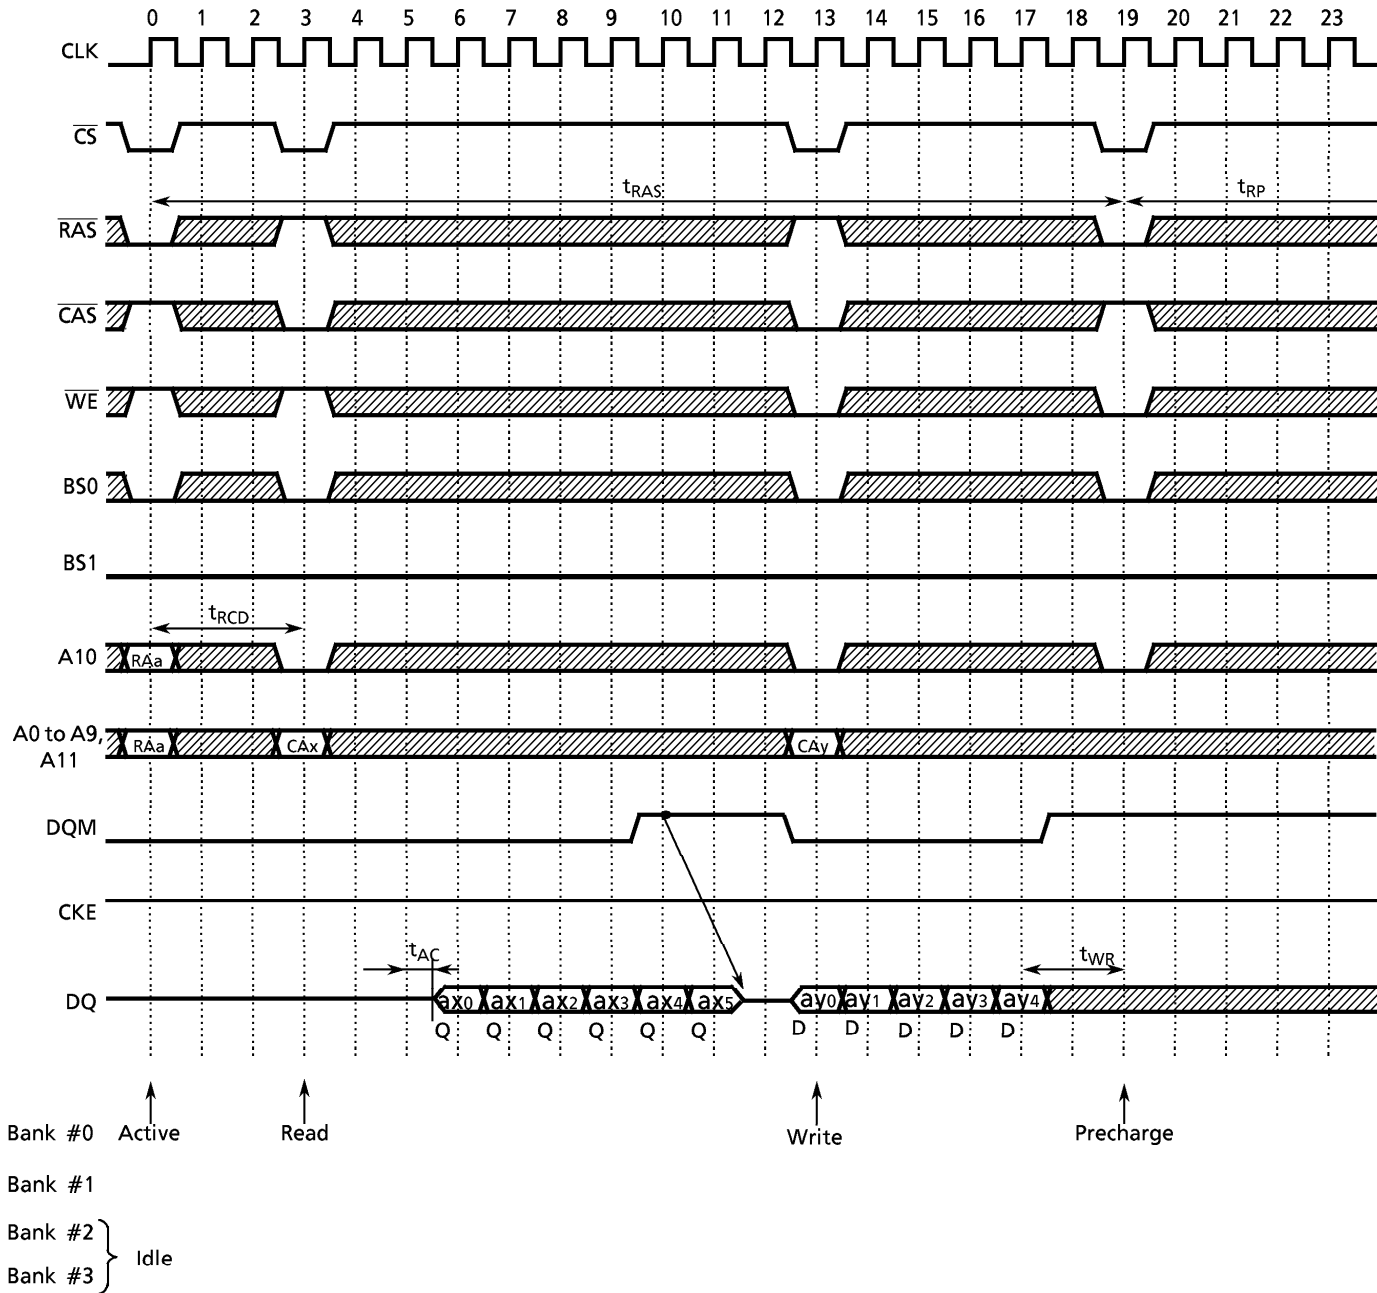 0 1 2 3 4 5 6 7 8 9 10 11 12 13 14 15 16 17 18 19 20 21 22 23
CLK
CS
tRAS tRP
RAS
CAS
WE
BS0
BS1
tRCD
A10 RAa
A0 to A9, RAa CAx CAy
A11
DQM
CKE
tAC tWR
DQ ax0 ax1 ax2 ax3 ax4 ax5 ay0 ay1 ay2 ay3 ay4
Q Q Q Q Q Q D D D D D
Bank #0 Active Read Write Precharge
Bank #1
Bank #2
Idle
Bank #3